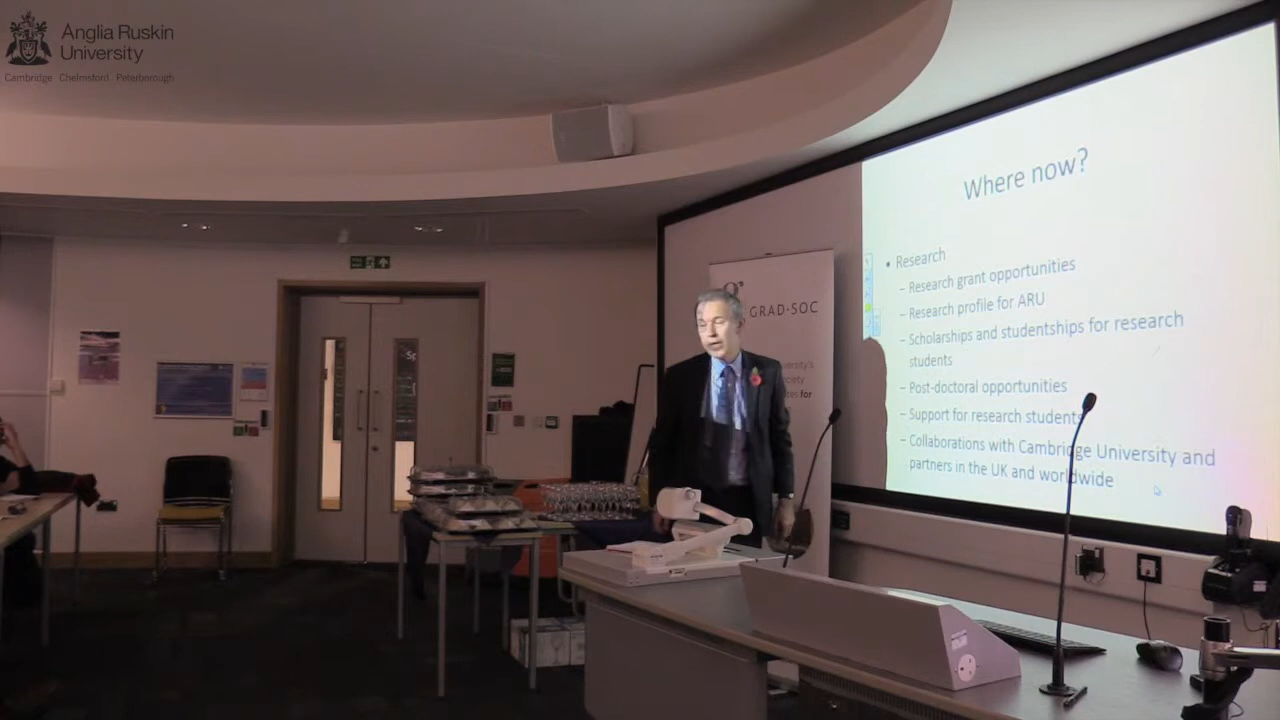 Anglia Ruskin
University
Cambridge Chelmsford Peterborough
Where now?
• Research
– Research grant opportunities
– Research profile for ARU
– Scholarships and studentships for research
students
– Post-doctoral opportunities
– Support for research students
– Collaborations with Cambridge University and
partners in the UK and worldwide
GRAD-SOC
for